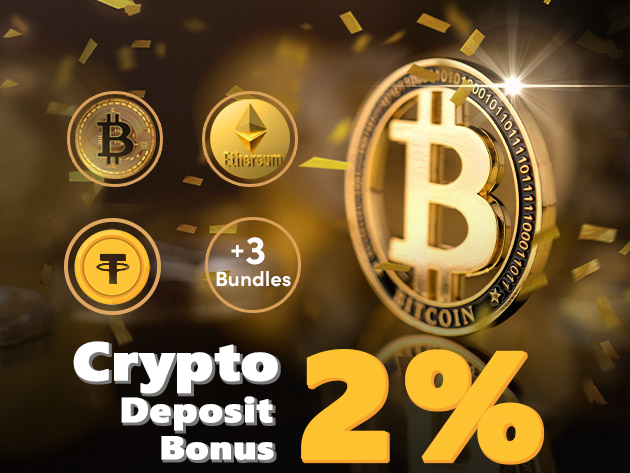 Ethereum
+3
Bundles
BITCOIN
Crypto
Deposit
Bonus
2%